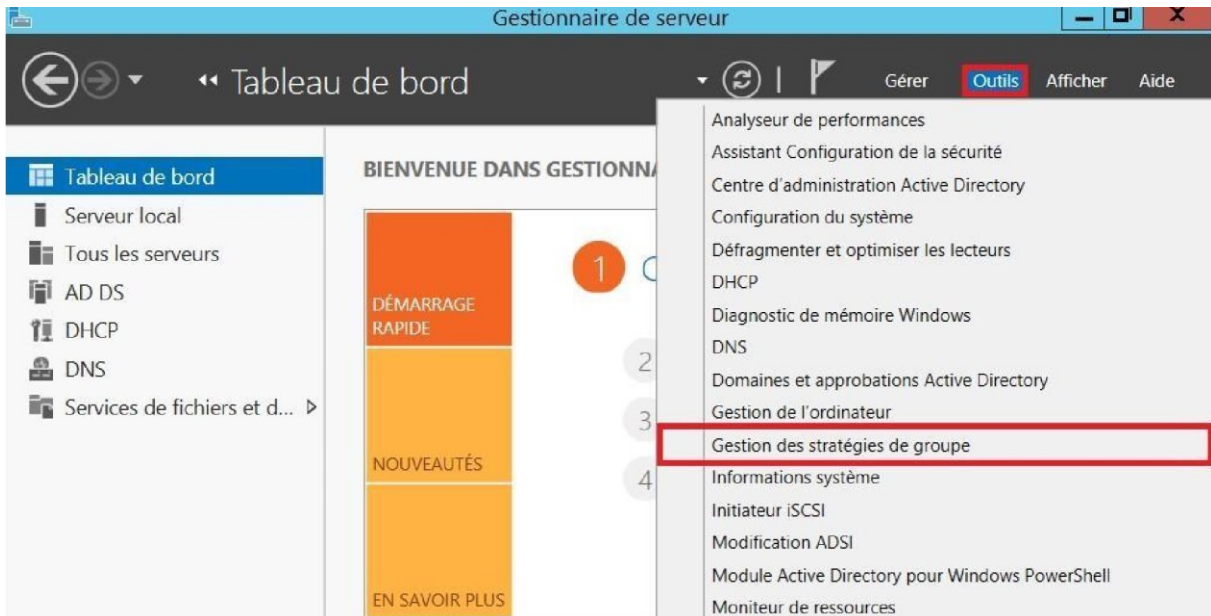 Gestionnaire de serveur
Tableau de bord
Gérer Outils Afficher Aide
Tableau de bord
Serveur local
Tous les serveurs
AD DS
DHCP
DNS
Services de fichiers et d...
BIENVENUE DANS
DÉMARRAGE
RAPIDE
NOUVEAUTÉS
EN SAVOIR PLUS
1
2
3
4
Analyseur de performances
Assistant Configuration de la sécurité
Centre d'administration Active Directory
Configuration du système
Défragmenter et optimiser les lecteurs
DHCP
Diagnostic de mémoire Windows
DNS
Domaines et approbations Active Directory
Gestion de l'ordinateur
Gestion des stratégies de groupe
Informations système
Initiateur iSCSI
Modification ADSI
Module Active Directory pour Windows PowerShell
Moniteur de ressources